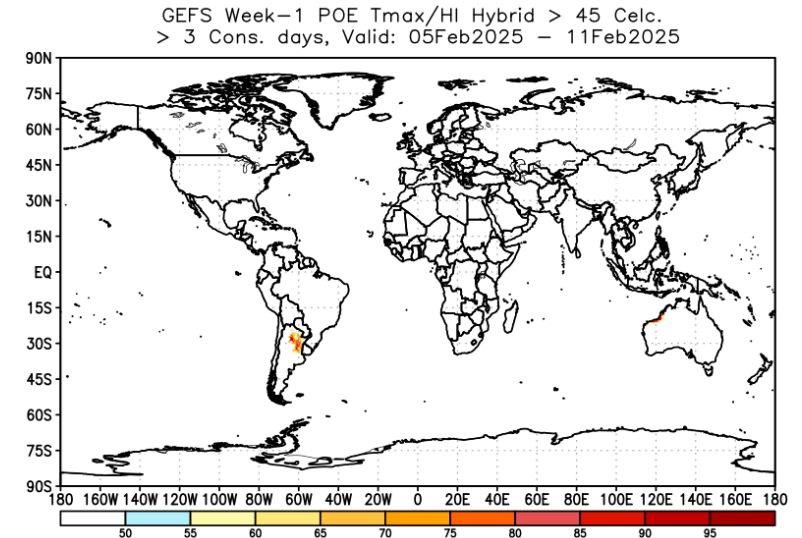 GEFS Week-1 POE Tmax/HI Hybrid > 45 Celc.
> 3 Cons. days, Valid: 05Feb2025 - 11Feb2025
90N
75N
60N
45N
30N
15N
EQ
15S
30S
45S
60S
75S
90S
180 160W 140W 120W 100W 80W 60W 40W 20W 0 20E 40E 60E 80E 100E 120E 140E 160E 180
50 55 60 65 70 75 80 85 90 95